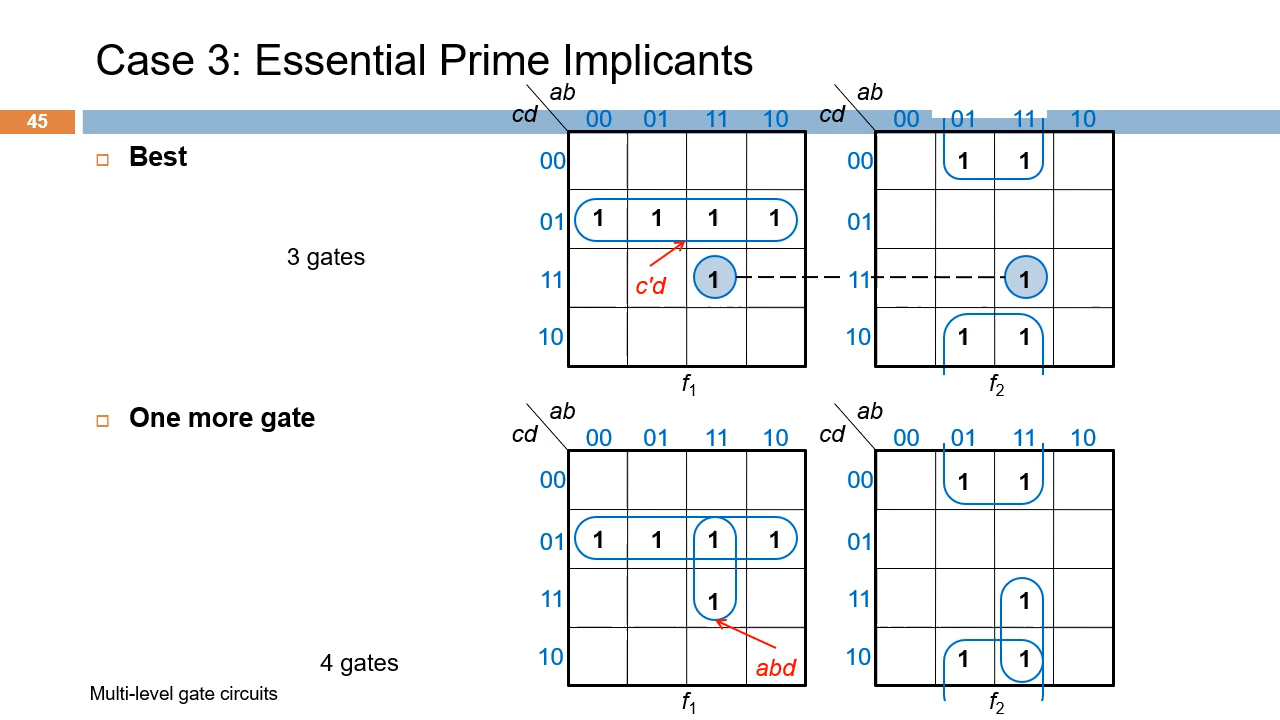 Case 3: Essential Prime Implicants
45
Best
3 gates
ab
cd
00 01 11 10
00
01 1 1 1 1
11 1
10
c'd
f1
ab
cd
00 01 11 10
00 1 1
01
11 1
10 1 1
f2
One more gate
4 gates
ab
cd
00 01 11 10
00
01 1 1 1 1
11 1
10
abd
f1
ab
cd
00 01 11 10
00 1 1
01
11 1
10 1 1
f2
Multi-level gate circuits